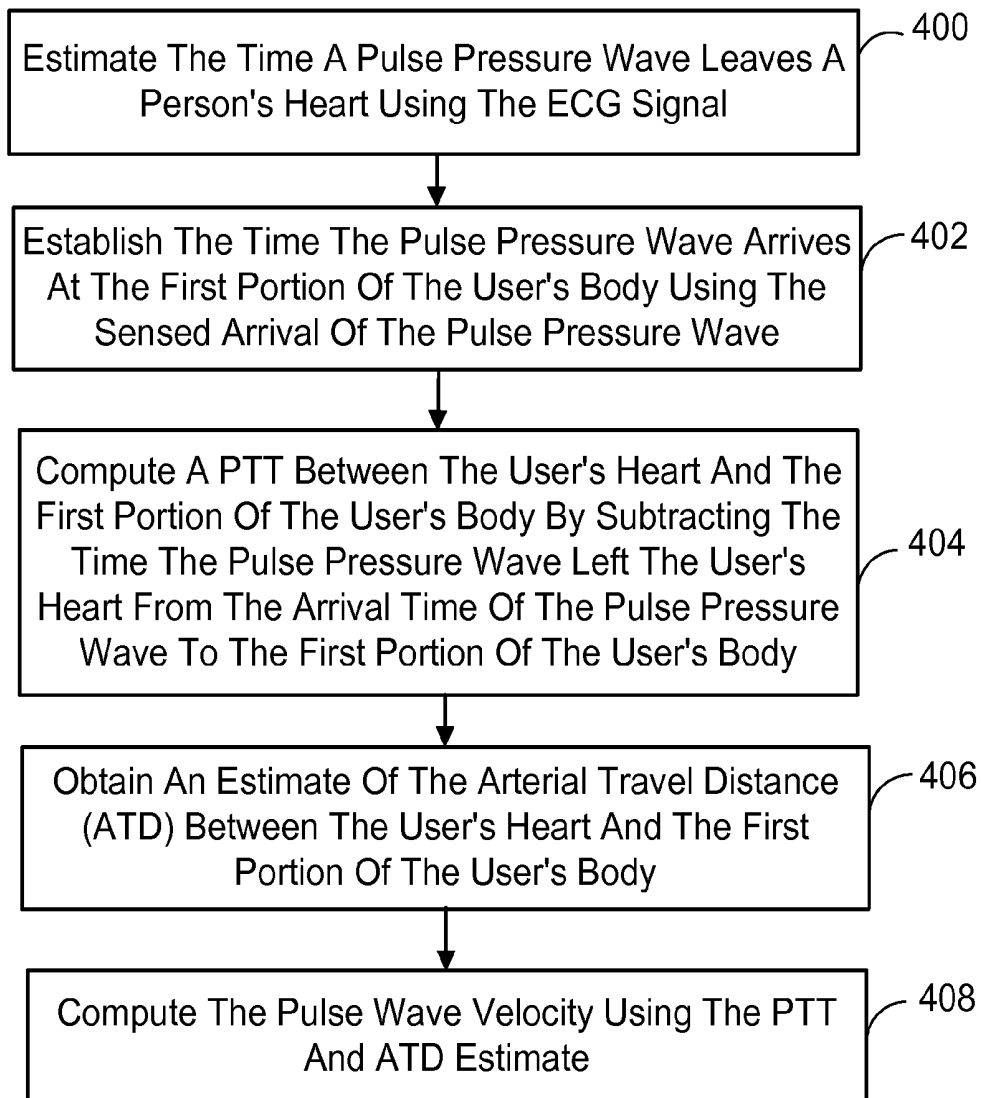 Estimate The Time A Pulse Pressure Wave Leaves A
Person's Heart Using The ECG Signal
400
Establish The Time The Pulse Pressure Wave Arrives
At The First Portion Of The User's Body Using The
Sensed Arrival Of The Pulse Pressure Wave
402
Compute A PTT Between The User's Heart And The
First Portion Of The User's Body By Subtracting The
Time The Pulse Pressure Wave Left The User's
Heart From The Arrival Time Of The Pulse Pressure
Wave To The First Portion Of The User's Body
404
Obtain An Estimate Of The Arterial Travel Distance
(ATD) Between The User's Heart And The First
Portion Of The User's Body
406
Compute The Pulse Wave Velocity Using The PTT
And ATD Estimate
408